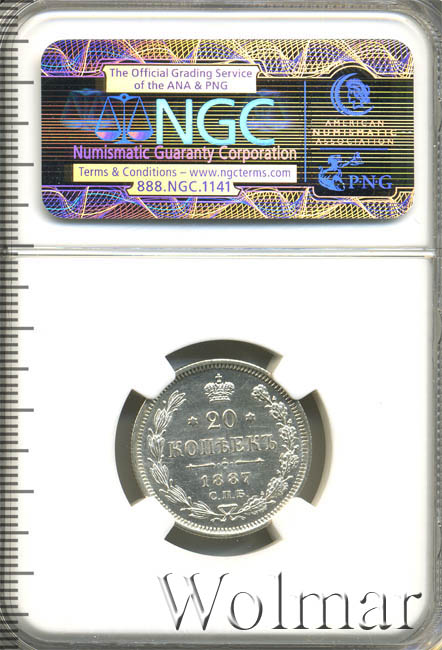 The Official Grading Service
of the ANA & PNG
NGC
Numismatic Guaranty Corporation
Terms & Conditions – www.ngcterms.com
888.NGC.1141
AMERICAN
NUMISMATIC
ASSOCIATION
PNG
20
КОПѢЕКЪ
1887
С.П.Б.
Wolmar